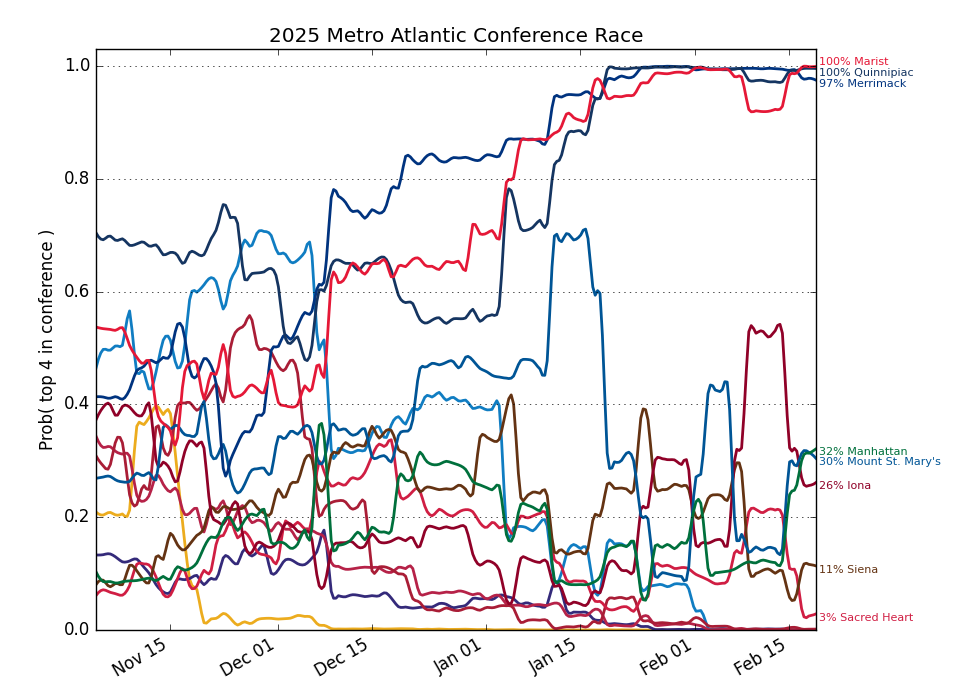 2025 Metro Atlantic Conference Race
Prob( top 4 in conference )
1.0
0.8
0.6
0.4
0.2
0.0
Nov 15
Dec 01
Dec 15
Jan 01
Jan 15
Feb 01
Feb 15
100% Marist
100% Quinnipiac
97% Merrimack
32% Manhattan
30% Mount St. Mary's
26% Iona
11% Siena
3% Sacred Heart